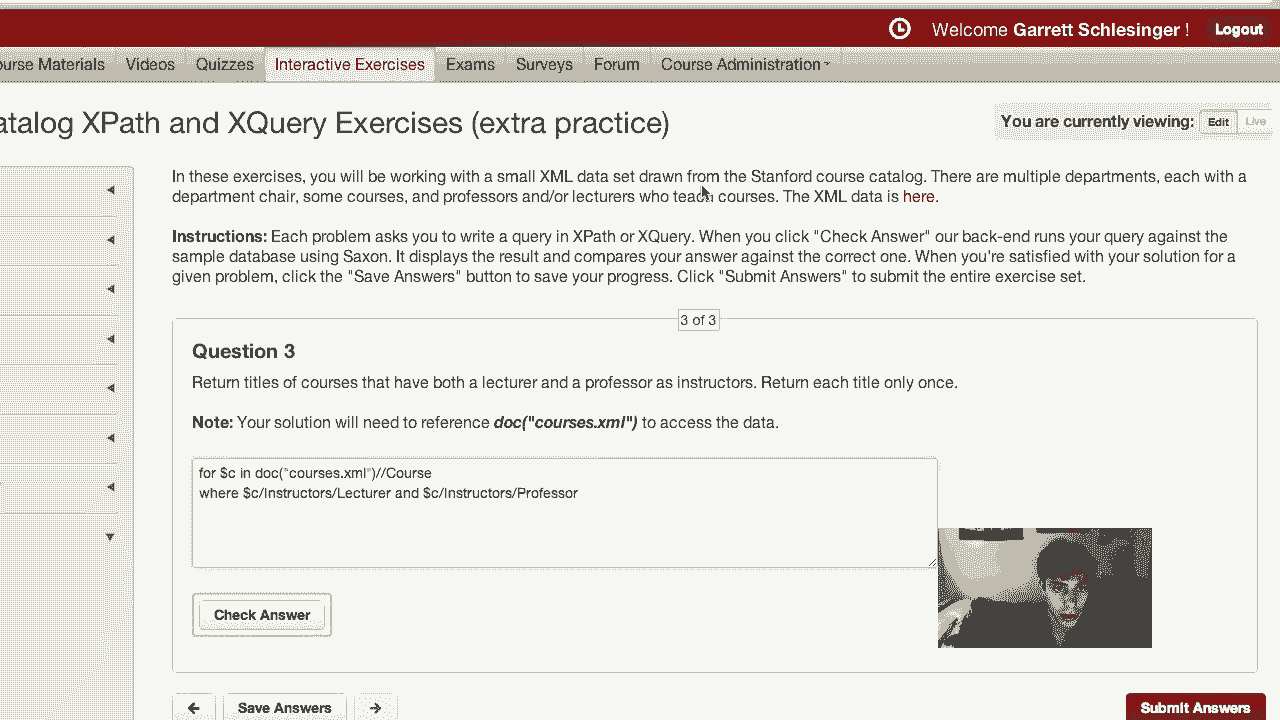 Welcome Garrett Schlesinger ! Logout
urse Materials Videos Quizzes Interactive Exercises Exams Surveys Forum Course Administration
atalog XPath and XQuery Exercises (extra practice)
You are currently viewing: Edit Live
In these exercises, you will be working with a small XML data set drawn from the Stanford course catalog. There are multiple departments, each with a
department chair, some courses, and professors and/or lecturers who teach courses. The XML data is here.
Instructions: Each problem asks you to write a query in XPath or XQuery. When you click "Check Answer" our back-end runs your query against the
sample database using Saxon. It displays the result and compares your answer against the correct one. When you're satisfied with your solution for a
given problem, click the "Save Answers" button to save your progress. Click "Submit Answers" to submit the entire exercise set.
3 of 3
Question 3
Return titles of courses that have both a lecturer and a professor as instructors. Return each title only once.
Note: Your solution will need to reference doc("courses.xml") to access the data.
for $c in doc("courses.xml")//Course
where $c/Instructors/Lecturer and $c/Instructors/Professor
Check Answer
Save Answers
Submit Answers